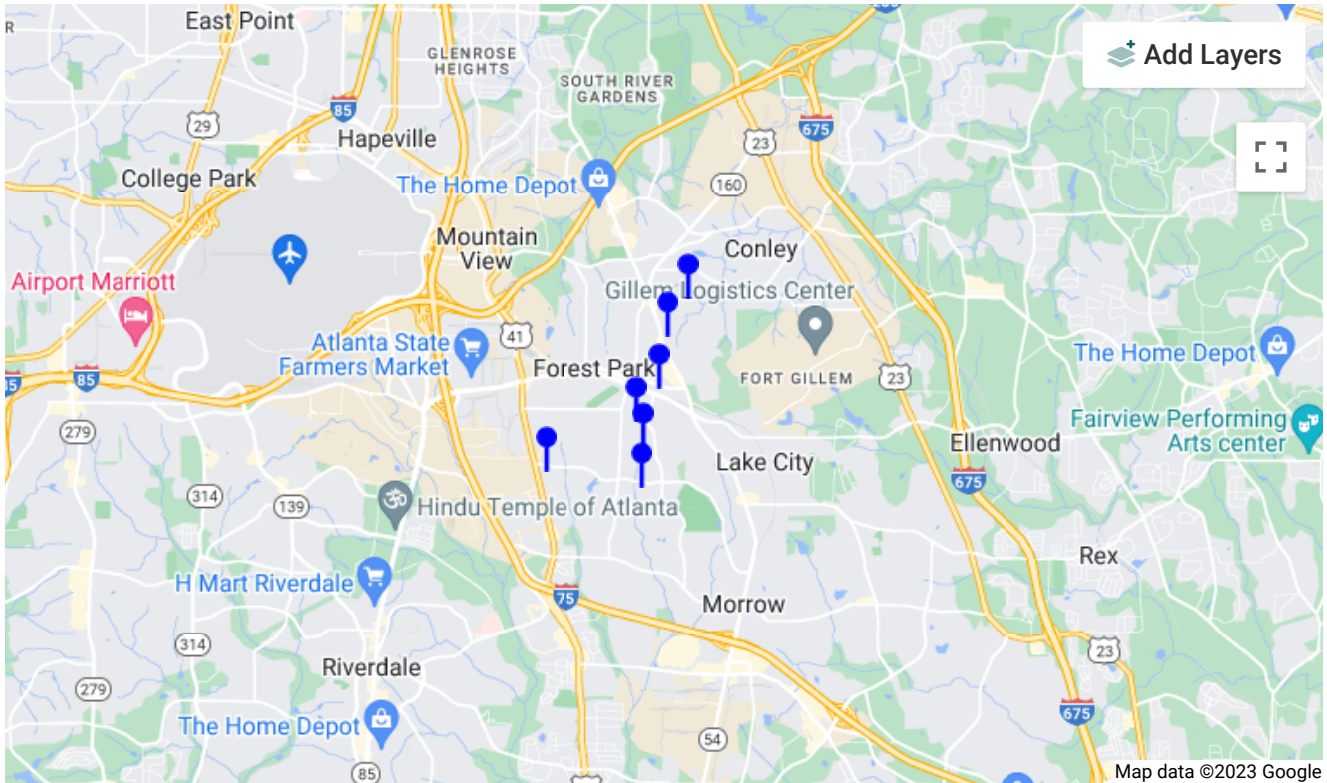 East Point
R
GLENROSE
HEIGHTS
SOUTH RIVER
GARDENS
Add Layers
85
29
Hapeville
675
23
College Park
The Home Depot
160
Mountain
View
Conley
Airport Marriott
Gillem Logistics Center
41
Atlanta State
Farmers Market
Forest Park
FORT GILLEM
23
The Home Depot
85
85
279
Fairview Performing
Arts center
Ellenwood
Lake City
675
314
139
Hindu Temple of Atlanta
H Mart Riverdale
75
Rex
Morrow
314
23
Riverdale
279
The Home Depot
675
54
85
Map data ©2023 Google